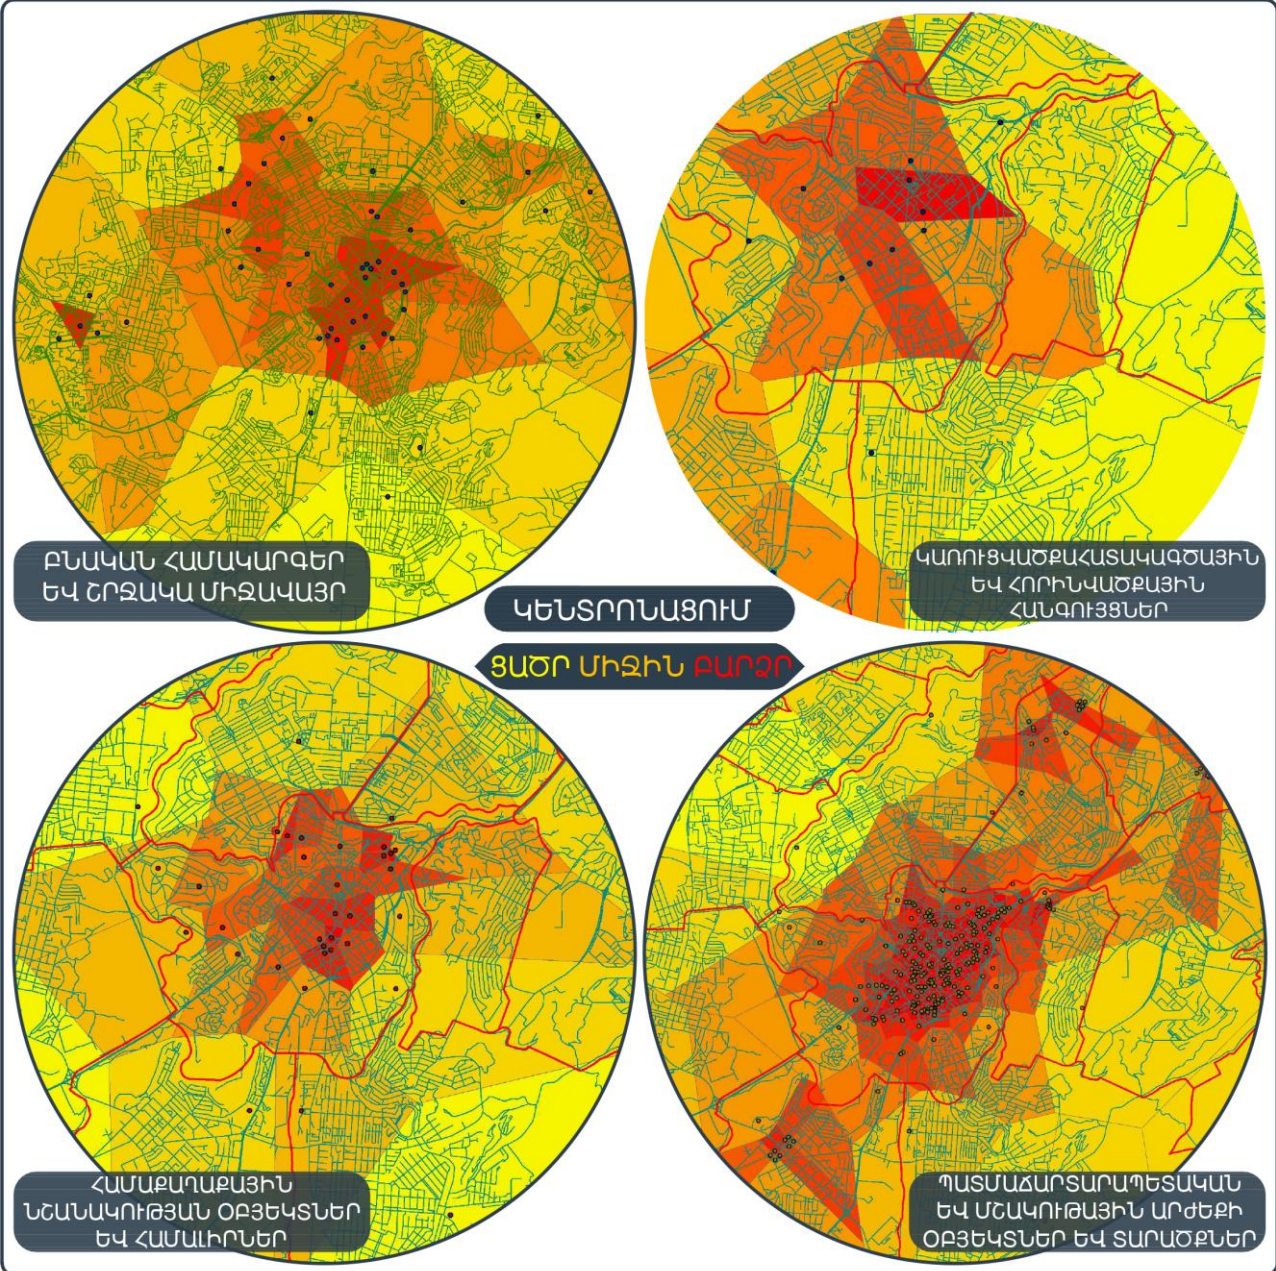 ԲՆԱԿԱՆ ՀԱՄԱԿԱՐԳԵՐ
ԵՎ ՇՐՋԱԿԱ ՄԻՋԱՎԱՅՐ
ԿԱՌՈՒՑՎԱԾՔԱՀԱՏԱԿԱԳԾԱՅԻՆ
ԵՎ ՀՈՐԻՆՎԱԾՔԱՅԻՆ
ՀԱՆԳՈՒՅՑՆԵՐ
ԿԵՆՏՐՈՆԱՑՈՒՄ
ՑԱԾՐ ՄԻՋԻՆ ԲԱՐՁՐ
ՀԱՄԱՔԱՂԱՔԱՅԻՆ
ՆՇԱՆԱԿՈՒԹՅԱՆ ՕԲՅԵԿՏՆԵՐ
ԵՎ ՀԱՄԱԼԻՐՆԵՐ
ՊԱՏՄԱՃԱՐՏԱՐԱՊԵՏԱԿԱՆ
ԵՎ ՄՇԱԿՈՒԹԱՅԻՆ ԱՐԺԵՔԻ
ՕԲՅԵԿՏՆԵՐ ԵՎ ՏԱՐԱԾՔՆԵՐ